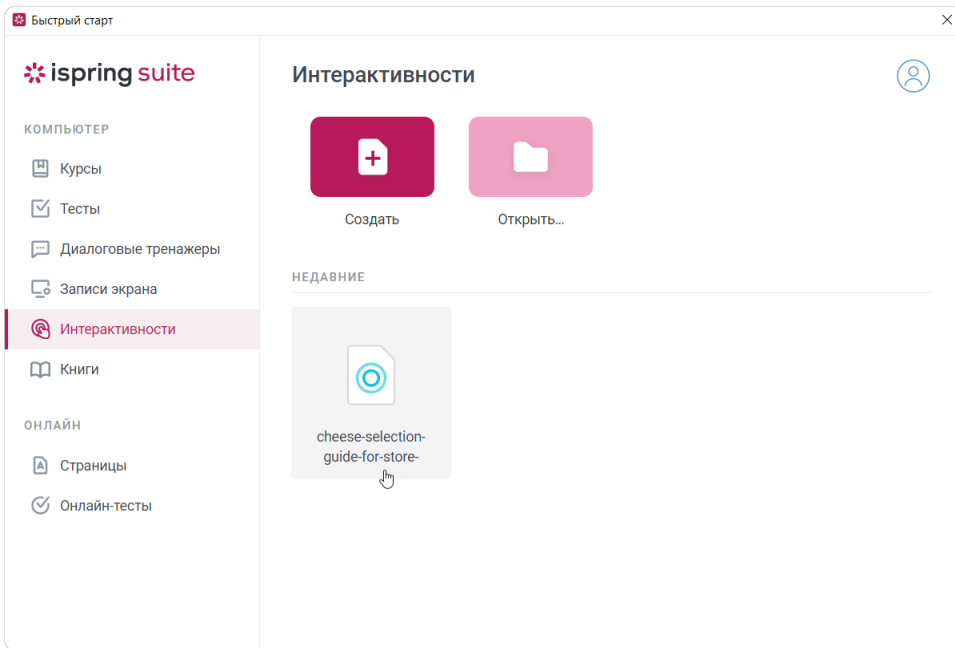 Быстрый старт
ispring suite
КОМПЬЮТЕР
Курсы
Тесты
Диалоговые тренажеры
Записи экрана
Интерактивности
Книги
ОНЛАЙН
Страницы
Онлайн-тесты
Интерактивности
Создать
Открыть...
НЕДАВНИЕ
cheese-selection-
guide-for-store-